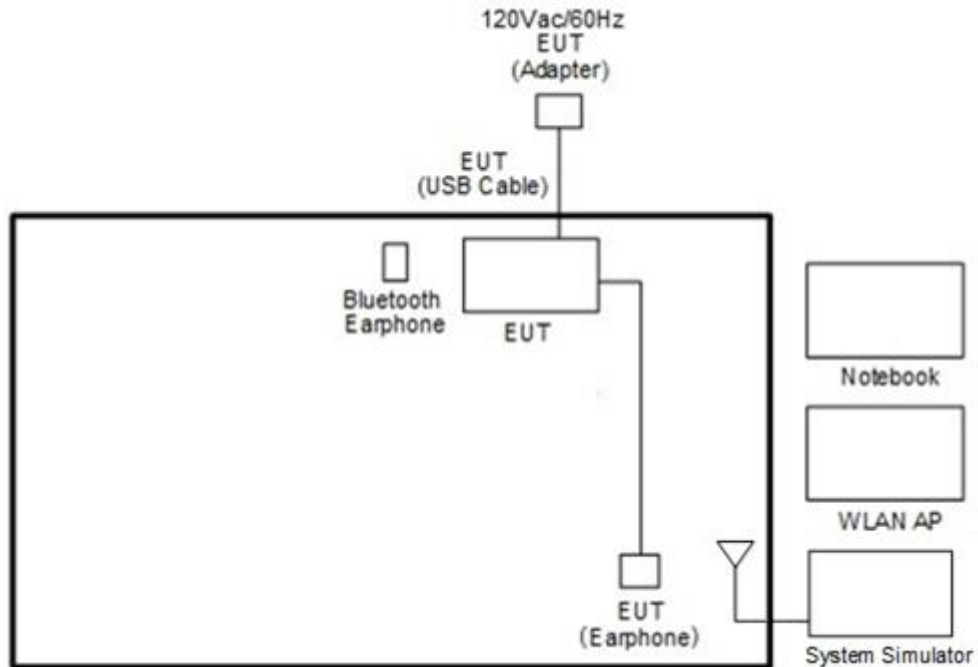 120Vac/60Hz
EUT
(Adapter)
EUT
(USB Cable)
Bluetooth
Earphone
EUT
Notebook
WLAN AP
EUT
(Earphone)
System Simulator